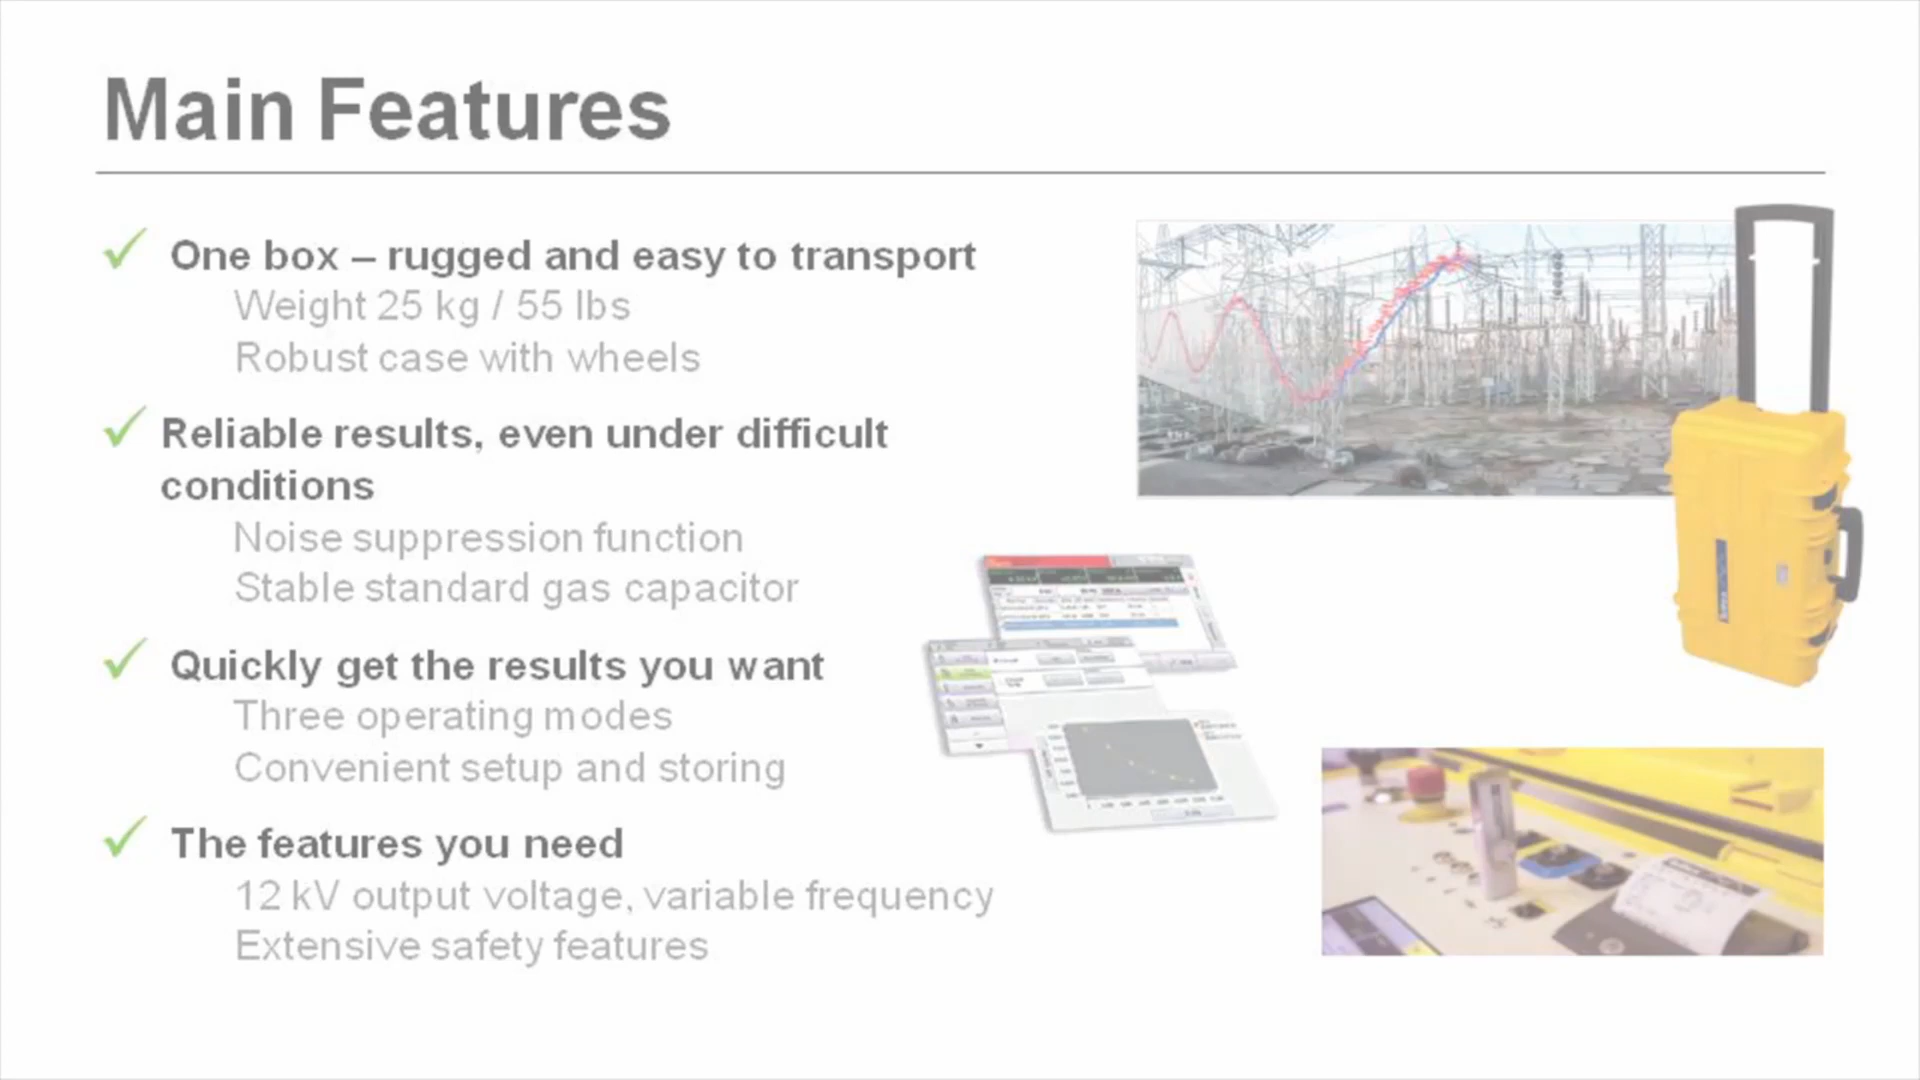 Main Features
One box – rugged and easy to transport
Weight 25 kg / 55 lbs
Robust case with wheels
Reliable results, even under difficult
conditions
Noise suppression function
Stable standard gas capacitor
Quickly get the results you want
Three operating modes
Convenient setup and storing
The features you need
12 kV output voltage, variable frequency
Extensive safety features